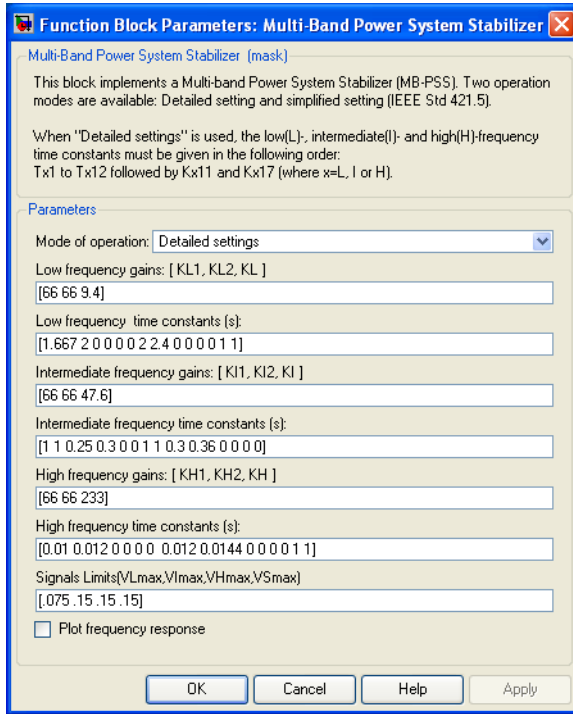 Function Block Parameters: Multi-Band Power System Stabilizer
Multi-Band Power System Stabilizer (mask)
This block implements a Multi-band Power System Stabilizer (MB-PSS). Two operation
modes are available: Detailed setting and simplified setting (IEEE Std 421.5).
When "Detailed settings" is used, the low(L)-, intermediate(I)- and high(H)-frequency
time constants must be given in the following order:
Tx1 to Tx12 followed by Kx11 and Kx17 (where x=L, I or H).
Parameters
Mode of operation: Detailed settings
Low frequency gains: [ KL1, KL2, KL ]
[66 66 9.4]
Low frequency time constants (s):
[1.667 2 0 0 0 0 2 2.4 0 0 0 0 1 1]
Intermediate frequency gains: [ KI1, KI2, KI ]
[66 66 47.6]
Intermediate frequency time constants (s):
[1 1 0.25 0.3 0 0 1 1 0.3 0.36 0 0 0 0]
High frequency gains: [ KH1, KH2, KH ]
[66 66 233]
High frequency time constants (s):
[0.01 0.012 0 0 0 0 0.012 0.0144 0 0 0 0 1 1]
Signals Limits(VLmax,VImax,VHmax,VSmax)
[.075 .15 .15 .15]
Plot frequency response
OK Cancel Help Apply